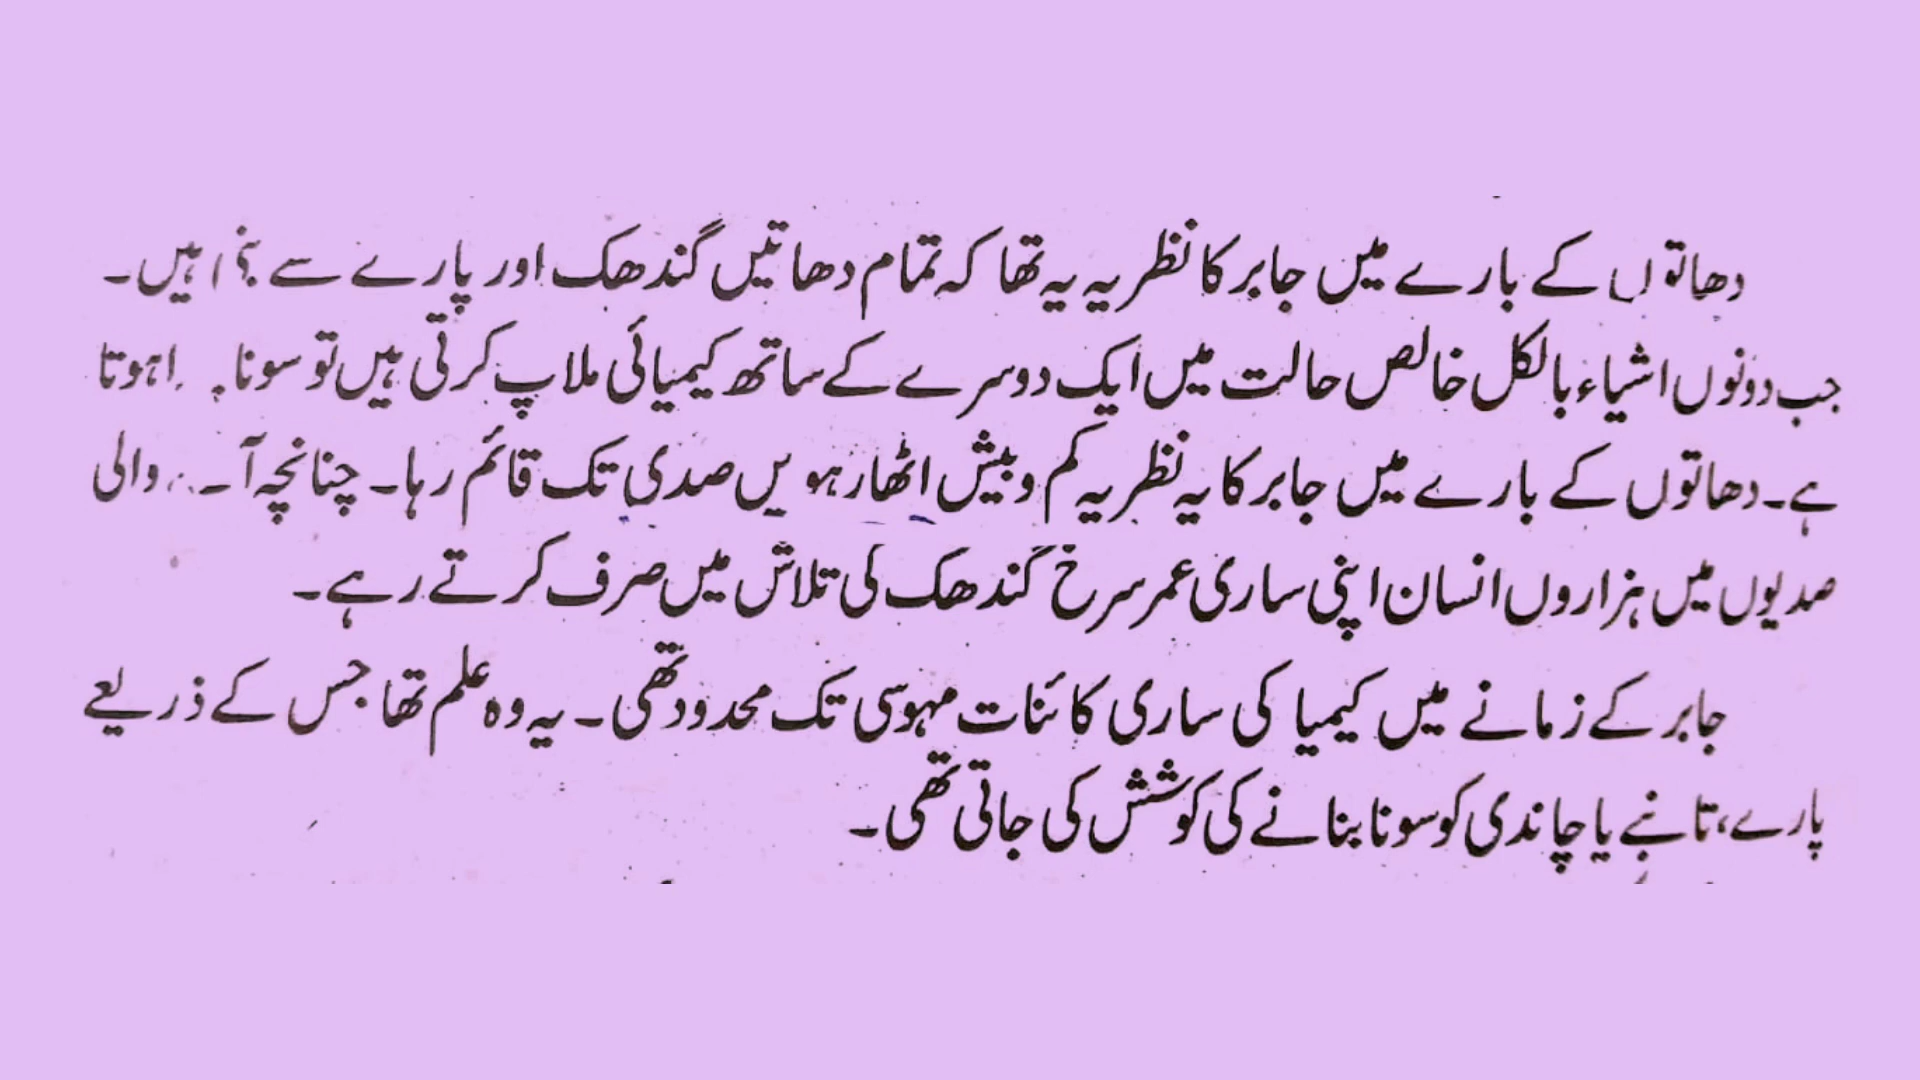 دھاتوں کے بارے میں جابر کا نظریہ یہ تھا کہ تمام دھاتیں گندھک اور پارے سے بنی ہیں۔
جب دونوں اشیاء بالکل خالص حالت میں ایک دوسرے کے ساتھ کیمیائی ملاپ کرتی ہیں تو سونا ہوتا
ہے۔ دھاتوں کے بارے میں جابر کا یہ نظریہ کم و بیش اٹھارہویں صدی تک قائم رہا۔ چنانچہ والی
صدیوں میں ہزاروں انسان اپنی ساری عمر سرخ گندھک کی تلاش میں صرف کرتے رہے۔
جابر کے زمانے میں کیمیا کی ساری کائنات مہوسی تک محدود تھی۔ یہ وہ علم تھا جس کے ذریعے
پارے، تانبے یا چاندی کو سونا بنانے کی کوشش کی جاتی تھی۔